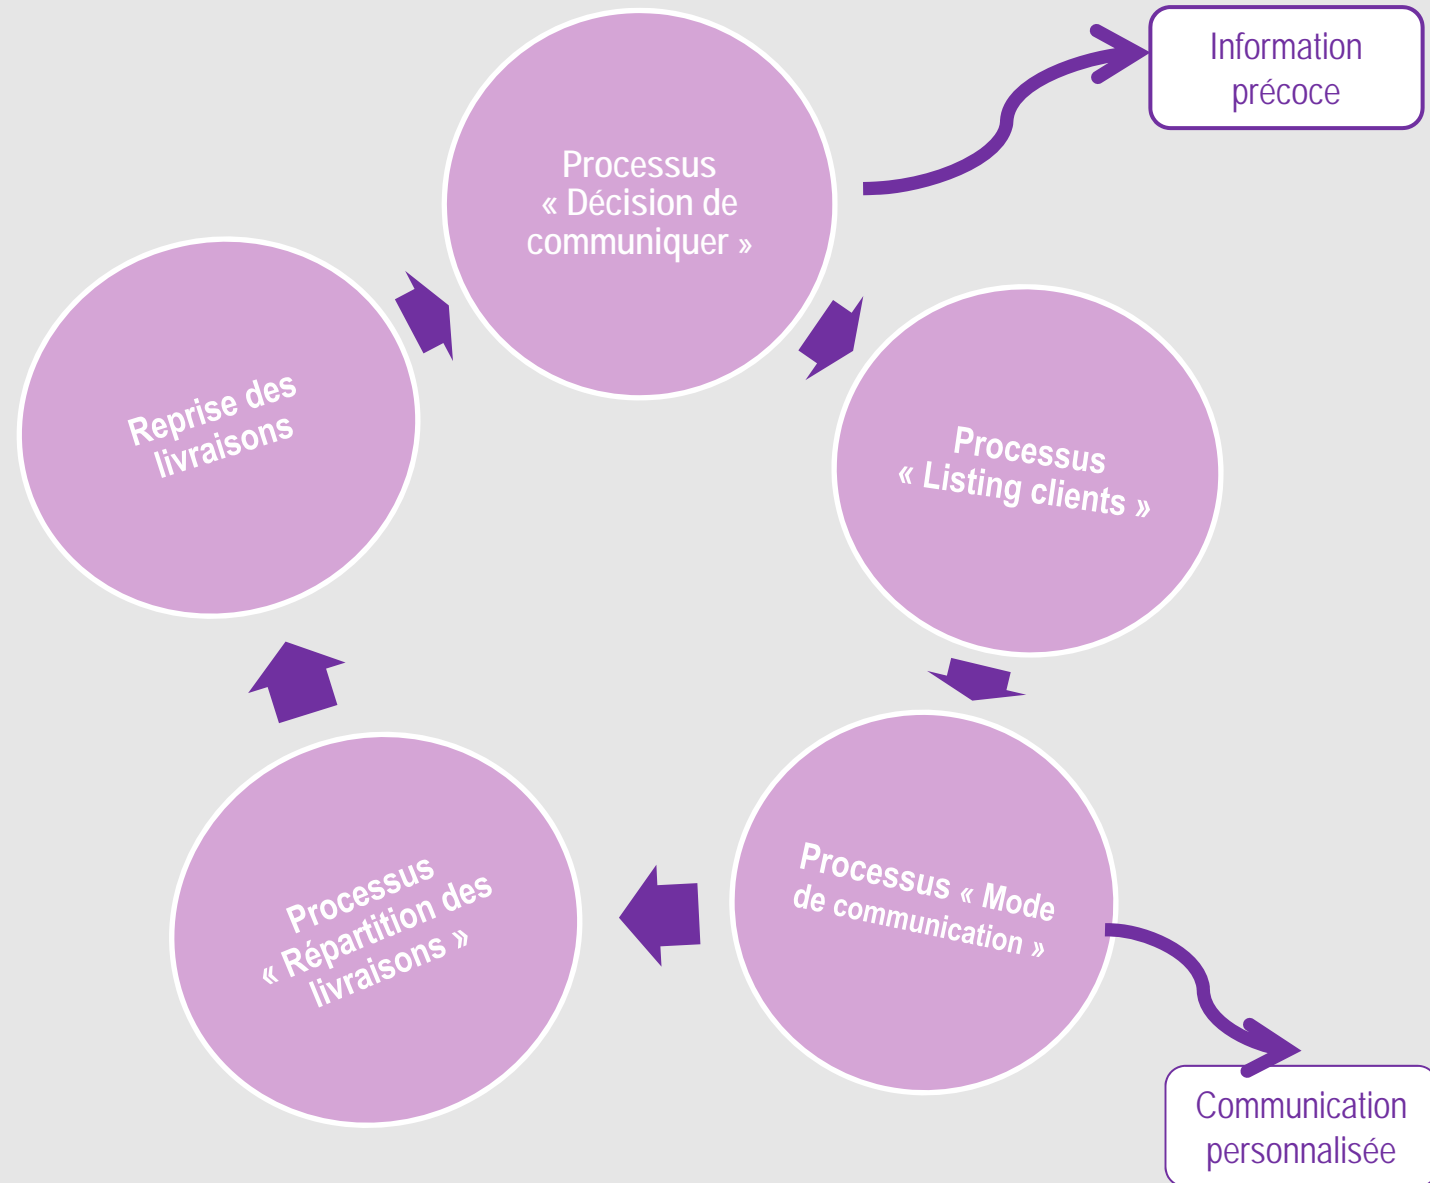 Information
précoce
Processus
« Décision de
communiquer »
Reprise des
livraisons
Processus
« Listing clients »
Processus « Mode
de communication »
Processus
« Répartition des
livraisons »
Communication
personnalisée